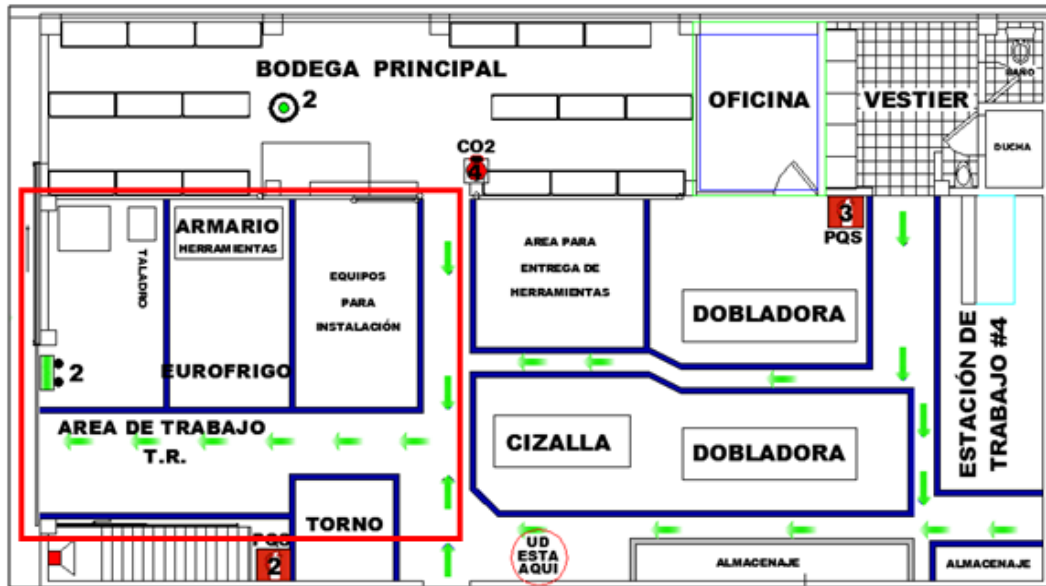 BODEGA PRINCIPAL
2
OFICINA
VESTIER
BAÑO
DUCHA
CO2
4
3
PQS
ARMARIO
HERRAMIENTAS
TALADRO
EQUIPOS
PARA
INSTALACIÓN
AREA PARA
ENTREGA DE
HERRAMIENTAS
DOBLADORA
ESTACIÓN DE
TRABAJO #4
2
EUROFRIGO
AREA DE TRABAJO
T.R.
CIZALLA
DOBLADORA
TORNO
PQS
2
UD
ESTA
AQUI
ALMACENAJE
ALMACENAJE